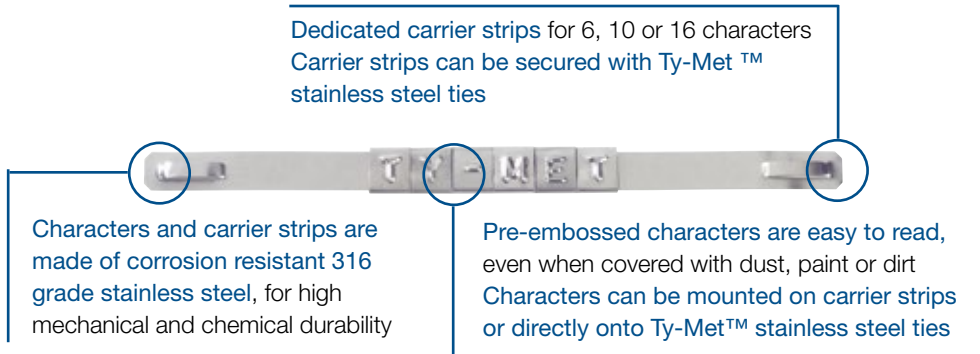 Dedicated carrier strips for 6, 10 or 16 characters
Carrier strips can be secured with Ty-Met ™
stainless steel ties
TY-MET
Characters and carrier strips are
made of corrosion resistant 316
grade stainless steel, for high
mechanical and chemical durability
Pre-embossed characters are easy to read,
even when covered with dust, paint or dirt
Characters can be mounted on carrier strips
or directly onto Ty-Met™ stainless steel ties